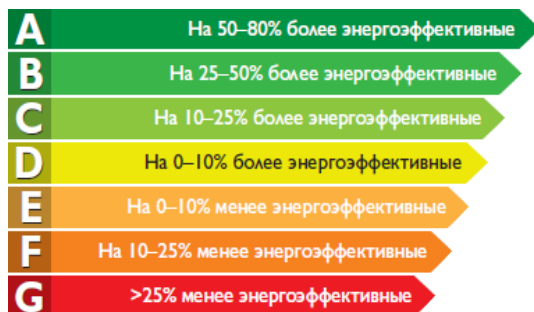 A На 50–80% более энергоэффективные
B На 25–50% более энергоэффективные
C На 10–25% более энергоэффективные
D На 0–10% более энергоэффективные
E На 0–10% менее энергоэффективные
F На 10–25% менее энергоэффективные
G >25% менее энергоэффективные